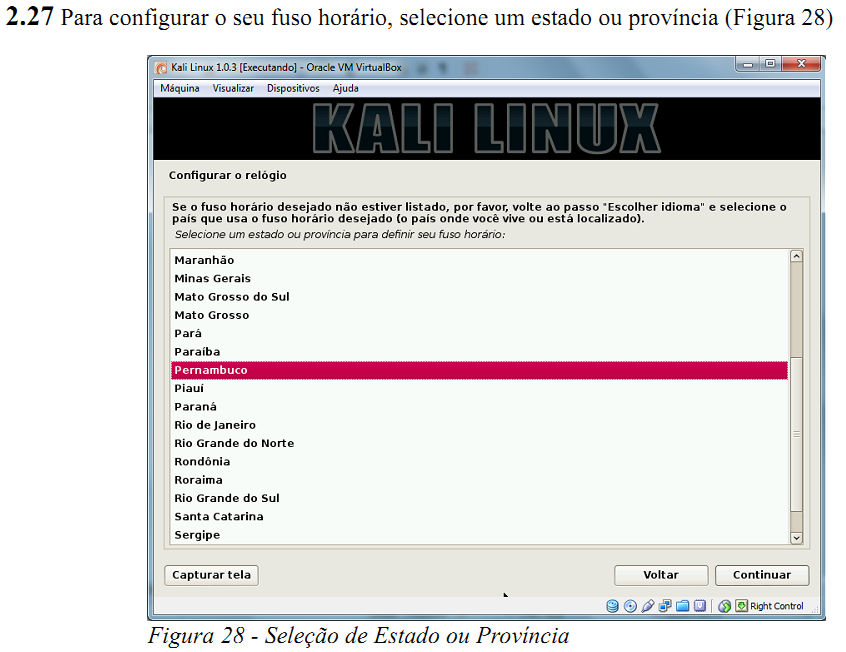 2.27 Para configurar o seu fuso horário, selecione um estado ou província (Figura 28)
Kali Linux 1.0.3 [Executando] - Oracle VM VirtualBox
Máquina Visualizar Dispositivos Ajuda
KALI LINUX
Configurar o relógio
Se o fuso horário desejado não estiver listado, por favor, volte ao passo "Escolher idioma" e selecione o
país que usa o fuso horário desejado (o país onde você vive ou está localizado).
Selecione um estado ou província para definir seu fuso horário:
Maranhão
Minas Gerais
Mato Grosso do Sul
Mato Grosso
Pará
Paraíba
Pernambuco
Piauí
Paraná
Rio de Janeiro
Rio Grande do Norte
Rondônia
Roraima
Rio Grande do Sul
Santa Catarina
Sergipe
Capturar tela Voltar Continuar
Right Control
Figura 28 - Seleção de Estado ou Província